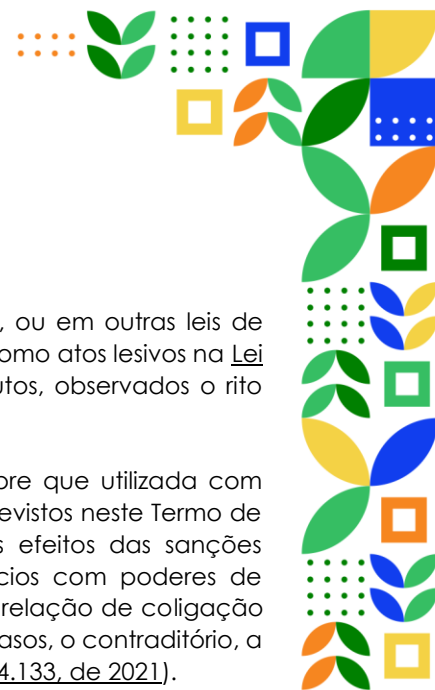 , ou em outras leis de
omo atos lesivos na Lei
utos, observados o rito
ore que utilizada com
evistos neste Termo de
s efeitos das sanções
cios com poderes de
relação de coligação
asos, o contraditório, a
4.133, de 2021).